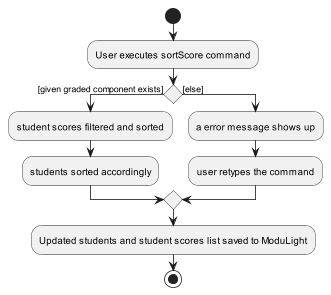 User executes sortScore command
[given graded component exists]
[else]
student scores filtered and sorted
a error message shows up
students sorted accordingly
user retypes the command
Updated students and student scores list saved to ModuLight